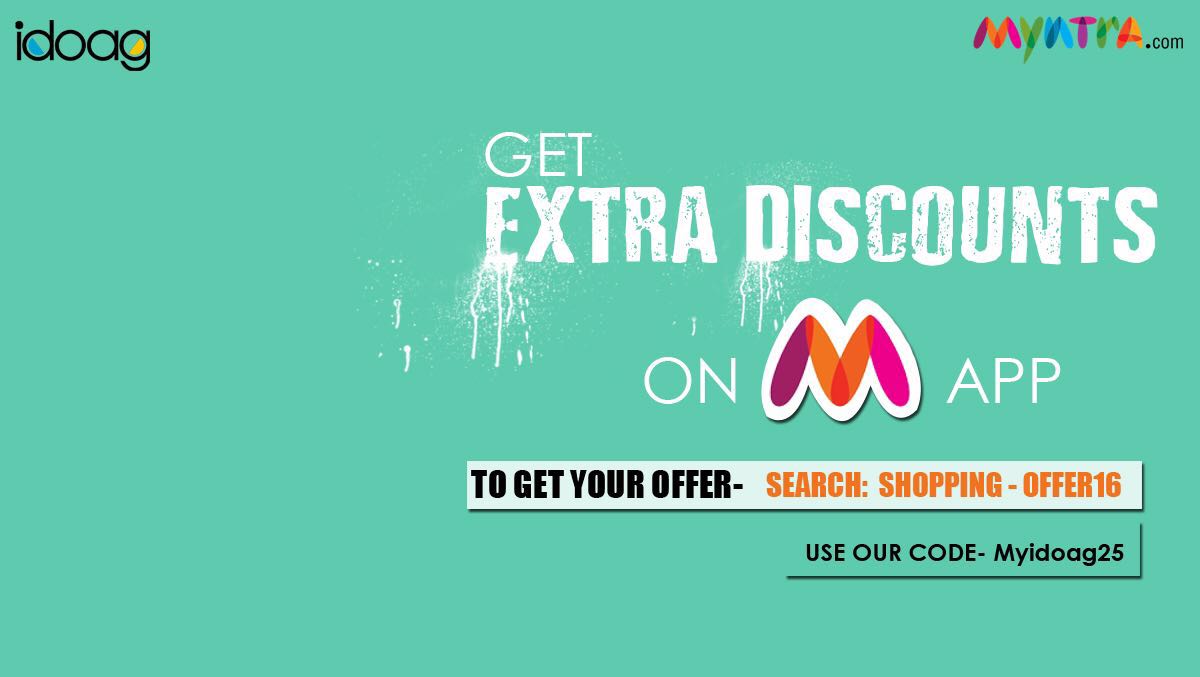 idoag
Myntra.com
GET
EXTRA DISCOUNTS
ON M APP
TO GET YOUR OFFER- SEARCH: SHOPPING - OFFER16
USE OUR CODE- Myidoag25